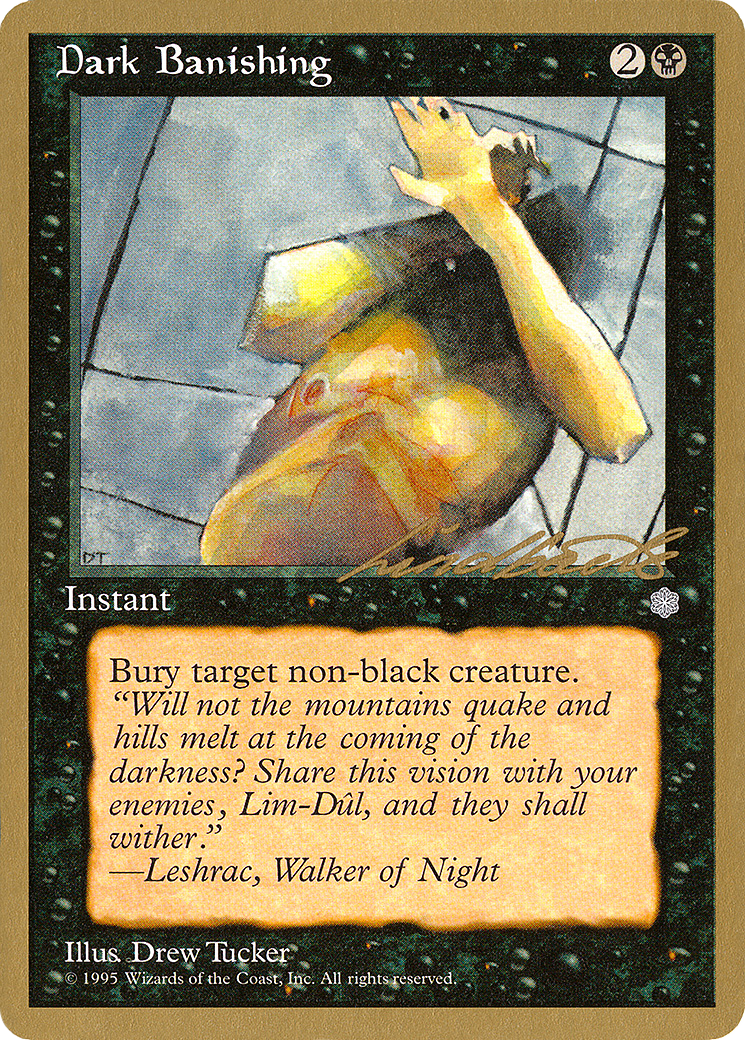 Dark Banishing
2
DT
Instant
Bury target non-black creature.
“Will not the mountains quake and
hills melt at the coming of the
darkness? Share this vision with your
enemies, Lim-Dûl, and they shall
wither.”
—Leshrac, Walker of Night
Illus. Drew Tucker
© 1995 Wizards of the Coast, Inc. All rights reserved.